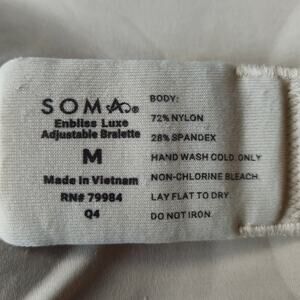 SOMA®
Enbliss Luxe
Adjustable Bralette
M
Made in Vietnam
RN# 79984
Q4
BODY:
72% NYLON
28% SPANDEX
HAND WASH COLD. ONLY
NON-CHLORINE BLEACH.
LAY FLAT TO DRY.
DO NOT IRON.